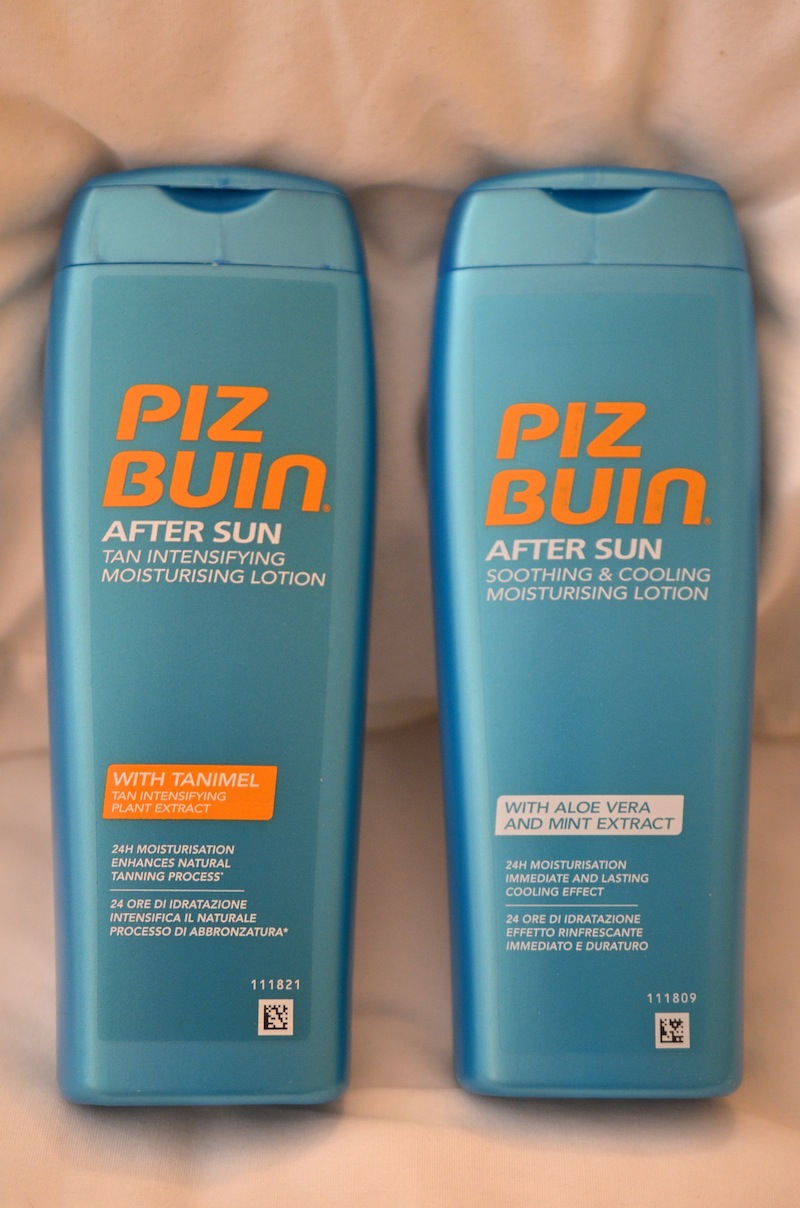 PIZ
BUIN®
AFTER SUN
TAN INTENSIFYING
MOISTURISING LOTION
WITH TANIMEL
TAN INTENSIFYING
PLANT EXTRACT
24H MOISTURISATION
ENHANCES NATURAL
TANNING PROCESS*
24 ORE DI IDRATAZIONE
INTENSIFICA IL NATURALE
PROCESSO DI ABBRONZATURA*
111821
PIZ
BUIN®
AFTER SUN
SOOTHING & COOLING
MOISTURISING LOTION
WITH ALOE VERA
AND MINT EXTRACT
24H MOISTURISATION
IMMEDIATE AND LASTING
COOLING EFFECT
24 ORE DI IDRATAZIONE
EFFETTO RINFRESCANTE
IMMEDIATO E DURATURO
111809